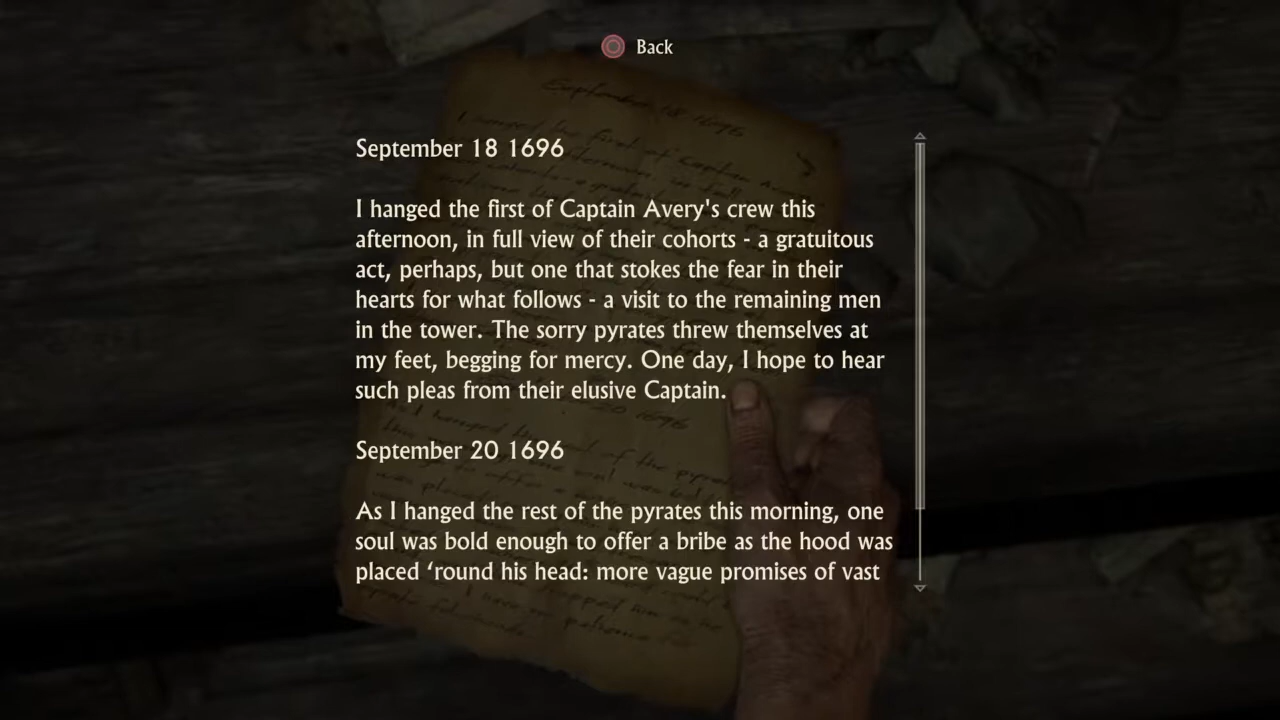 Back
September 18 1696
I hanged the first of Captain Avery's crew this
afternoon, in full view of their cohorts - a gratuitous
act, perhaps, but one that stokes the fear in their
hearts for what follows - a visit to the remaining men
in the tower. The sorry pyrates threw themselves at
my feet, begging for mercy. One day, I hope to hear
such pleas from their elusive Captain.
September 20 1696
As I hanged the rest of the pyrates this morning, one
soul was bold enough to offer a bribe as the hood was
placed ‘round his head: more vague promises of vast